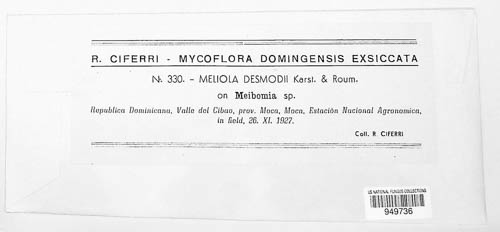 R. CIFERRI - MYCOFLORA DOMINGENSIS EXSICCATA
No. 330. - MELIOLA DESMODII Karst. & Roum.
on Meibomia sp.
Republica Dominicana, Valle del Cibao, prov. Moca, Moca, Estación Nacional Agronomica,
in field, 26. XI. 1927.
Coll. R. CIFERRI
US NATIONAL FUNGUS COLLECTIONS
949736